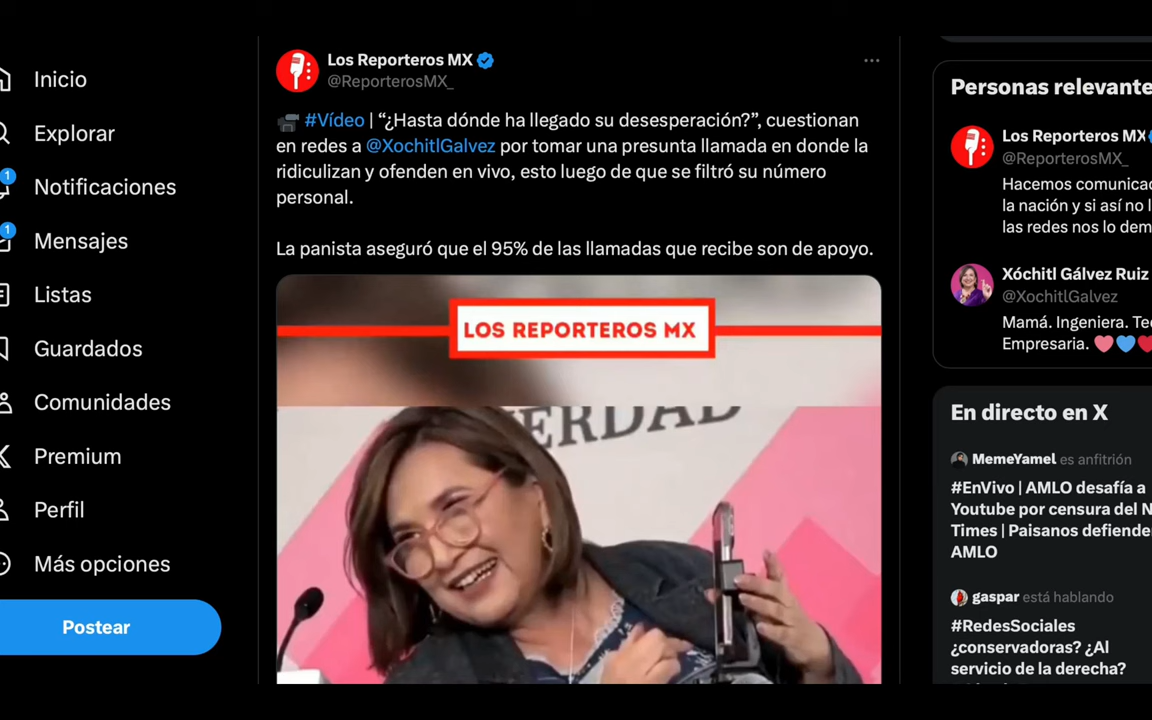 Inicio
Explorar
1
Notificaciones
1
Mensajes
Listas
Guardados
Comunidades
Premium
Perfil
Más opciones
Postear
Los Reporteros MX
@ReporterosMX_
#Vídeo | “¿Hasta dónde ha llegado su desesperación?”, cuestionan
en redes a @XochitlGalvez por tomar una presunta llamada en donde la
ridiculizan y ofenden en vivo, esto luego de que se filtró su número
personal.
La panista aseguró que el 95% de las llamadas que recibe son de apoyo.
LOS REPORTEROS MX
VERDAD
Personas relevante
Los Reporteros MX
@ReporterosMX_
Hacemos comunicac
la nación y si así no l
las redes nos lo dem
Xóchitl Gálvez Ruiz
@XochitlGalvez
Mamá. Ingeniera. Tec
Empresaria.
En directo en X
MemeYamel es anfitrión
#EnVivo | AMLO desafía a
Youtube por censura del N
Times | Paisanos defiende
AMLO
gaspar está hablando
#RedesSociales
¿conservadoras? ¿Al
servicio de la derecha?